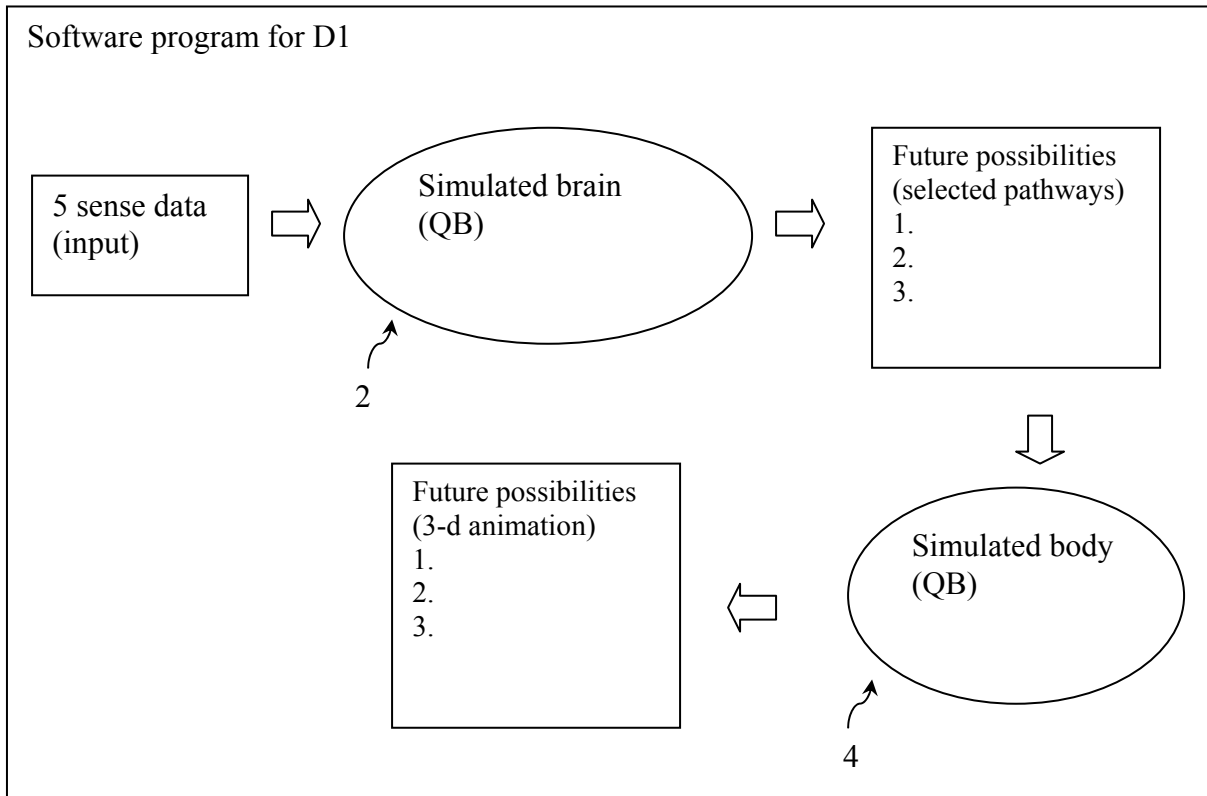 Software program for D1
5 sense data
(input)
Simulated brain
(QB)
2
Future possibilities
(selected pathways)
1.
2.
3.
Simulated body
(QB)
4
Future possibilities
(3-d animation)
1.
2.
3.